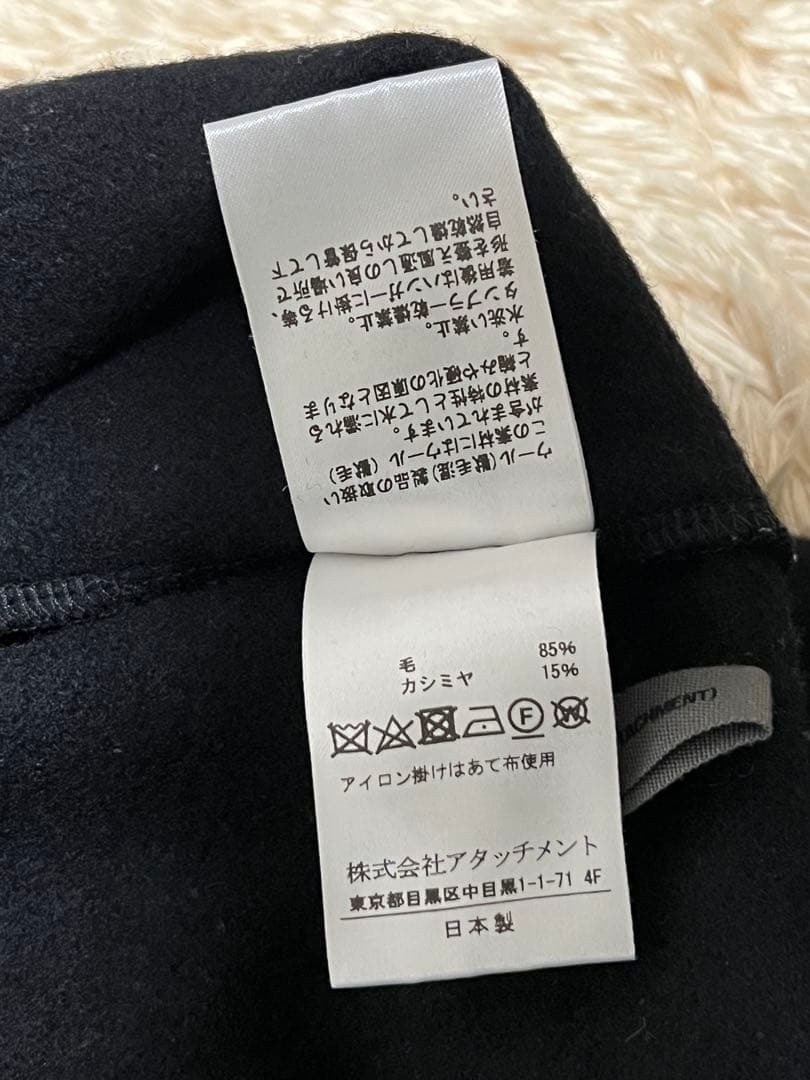 ウール（獣毛混）製品の取扱い
この素材にはウール（獣毛）
が含まれています。
素材の特性として水に濡れる
と縮みや硬化の原因となりま
す。
水洗い禁止。
タンブラー乾燥禁止。
着用後はハンガーに掛ける等、
形を整え風通しの良い場所で
自然乾燥してから保管して下
さい。
毛 85%
カシミヤ 15%
F W
アイロン掛けはあて布使用
株式会社アタッチメント
東京都目黒区中目黒1-1-71 4F
日本製